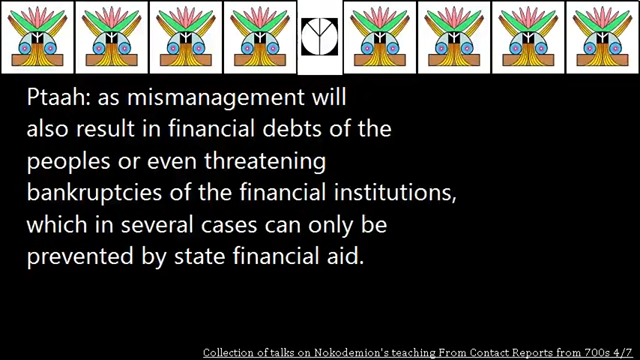 Ptaah: as mismanagement will
also result in financial debts of the
peoples or even threatening
bankruptcies of the financial institutions,
which in several cases can only be
prevented by state financial aid.
Collection of talks on Nokodemion's teaching From Contact Reports from 700s 4/7